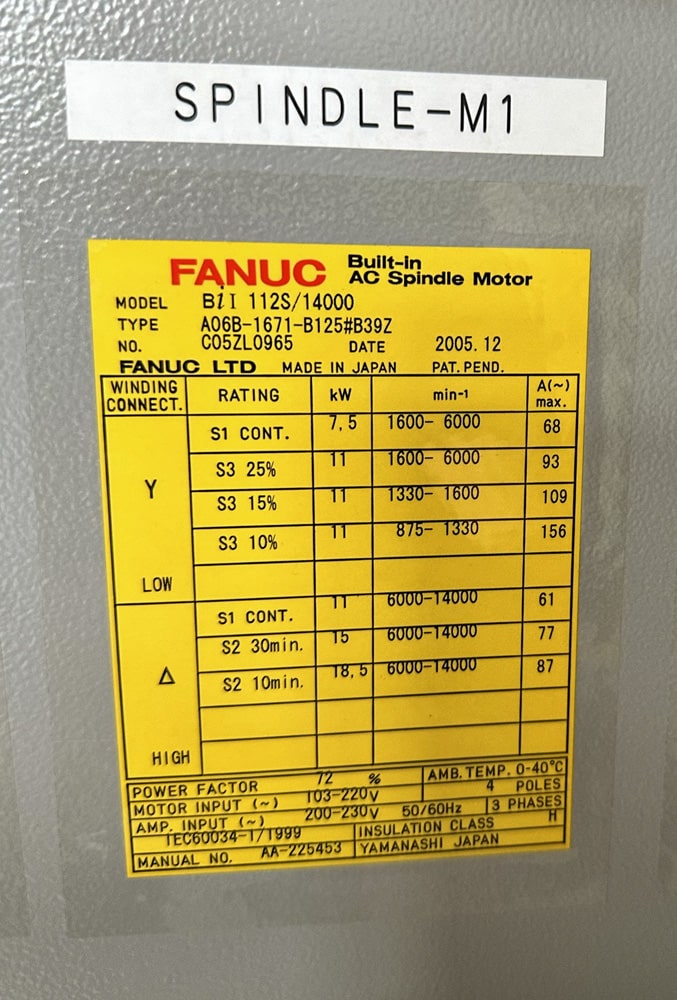 SPINDLE-M1
FANUC Built-in AC Spindle Motor
MODEL BiI 112S/14000
TYPE A06B-1671-B125#B39Z
NO. C05ZL0965 DATE 2005.12
FANUC LTD MADE IN JAPAN PAT.PEND.
WINDING CONNECT. RATING kW min-1 A(~) max.
Y
S1 CONT. 7,5 1600- 6000 68
S3 25% 11 1600- 6000 93
S3 15% 11 1330- 1600 109
S3 10% 11 875- 1330 156
LOW
Δ
S1 CONT. 11 6000-14000 61
S2 30min. 15 6000-14000 77
S2 10min. 18,5 6000-14000 87
HIGH
POWER FACTOR 72 % AMB.TEMP. 0-40°C
MOTOR INPUT (~) 103-220V 4 POLES
AMP. INPUT (~) 200-230V 50/60Hz 3 PHASES
IEC60034-1/1999 INSULATION CLASS H
MANUAL NO. AA-225453 YAMANASHI JAPAN